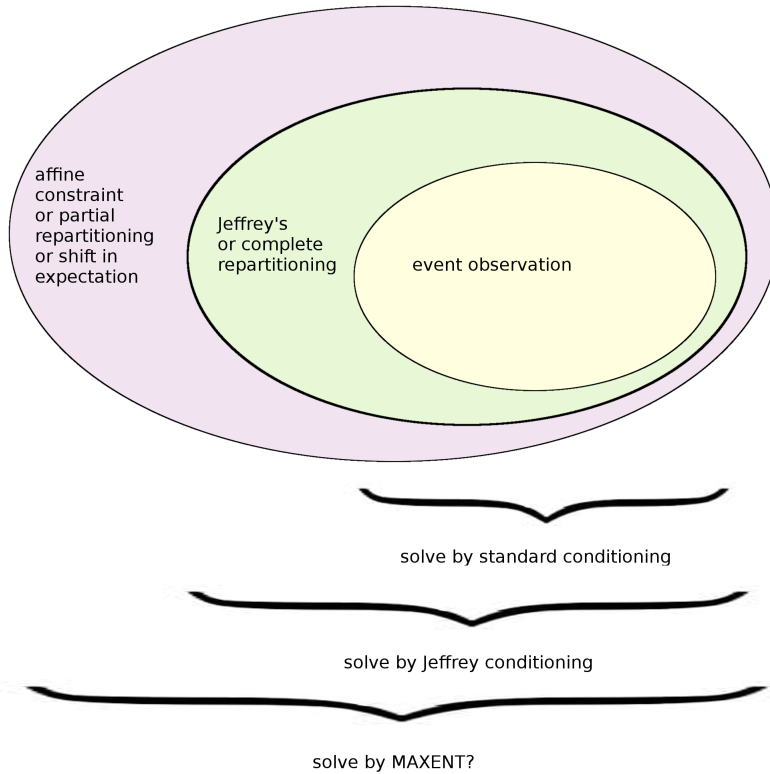 affine
constraint
or partial
repartitioning
or shift in
expectation
Jeffrey's
or complete
repartitioning
event observation
solve by standard conditioning
solve by Jeffrey conditioning
solve by MAXENT?